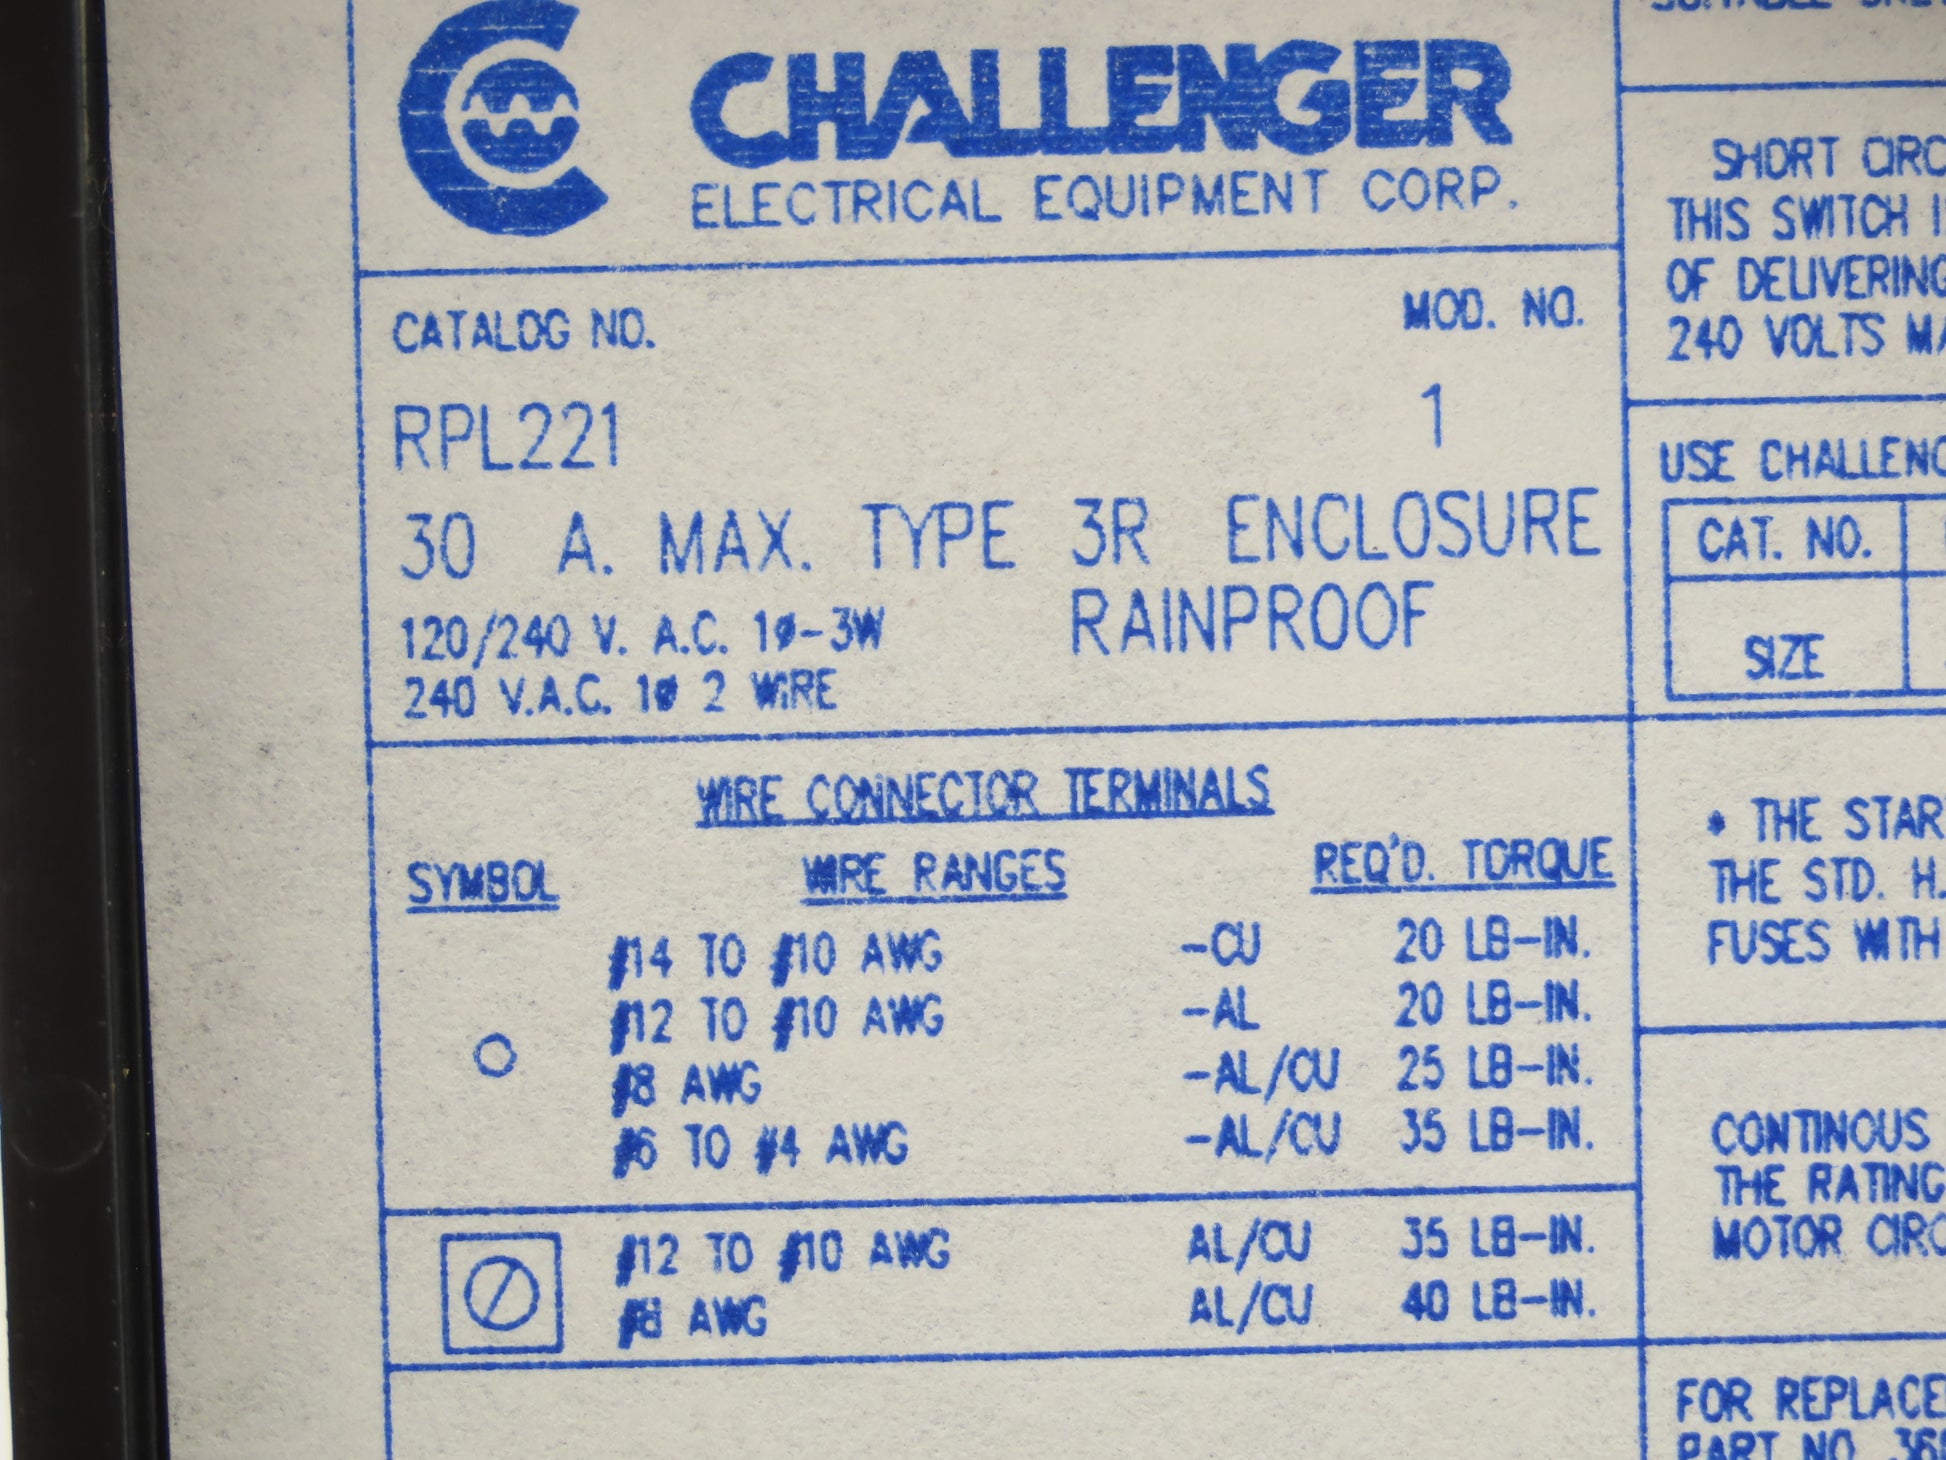 CHALLENGER
ELECTRICAL EQUIPMENT CORP.
CATALOG NO.
MOD. NO.
RPL221
1
30 A. MAX. TYPE 3R ENCLOSURE
RAINPROOF
120/240 V. A.C. 1ø-3W
240 V.A.C. 1ø 2 WIRE
WIRE CONNECTOR TERMINALS
SYMBOL WIRE RANGES REQ'D. TORQUE
#14 TO #10 AWG -CU 20 LB-IN.
#12 TO #10 AWG -AL 20 LB-IN.
#8 AWG -AL/CU 25 LB-IN.
#6 TO #4 AWG -AL/CU 35 LB-IN.
#12 TO #10 AWG AL/CU 35 LB-IN.
#8 AWG AL/CU 40 LB-IN.
SHORT CIRC
THIS SWITCH
OF DELIVERING
240 VOLTS MA
USE CHALLENG
CAT. NO.
SIZE
* THE STAR
THE STD. H.
FUSES WITH
CONTINOUS
THE RATING
MOTOR CIRC
FOR REPLACE
PART NO. 368